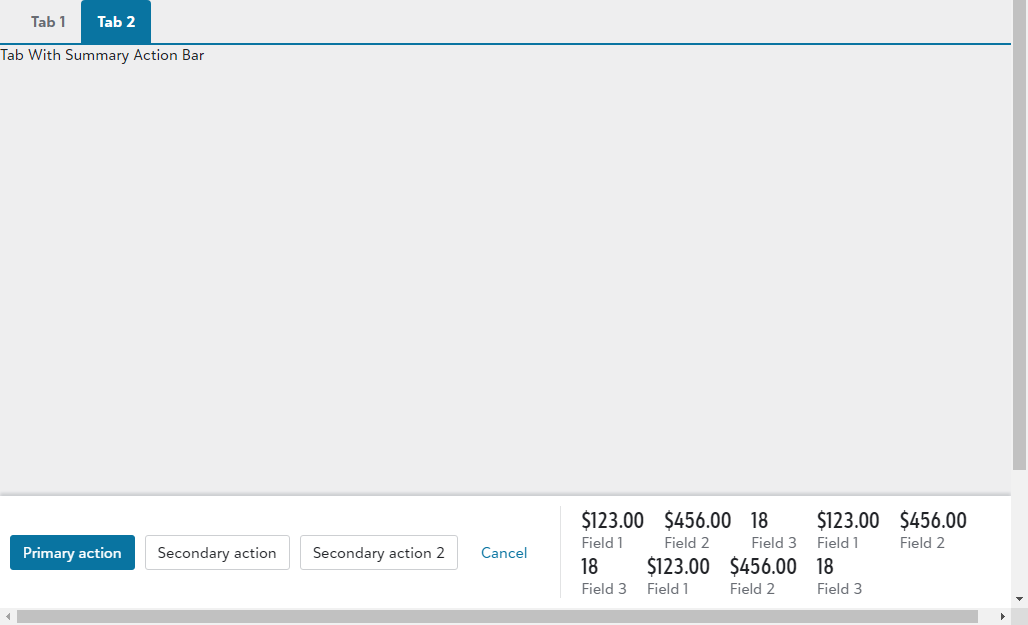 Tab 1 Tab 2
Tab With Summary Action Bar
Primary action Secondary action Secondary action 2 Cancel
$123.00 $456.00 18 $123.00 $456.00
Field 1 Field 2 Field 3 Field 1 Field 2
18 $123.00 $456.00 18
Field 3 Field 1 Field 2 Field 3